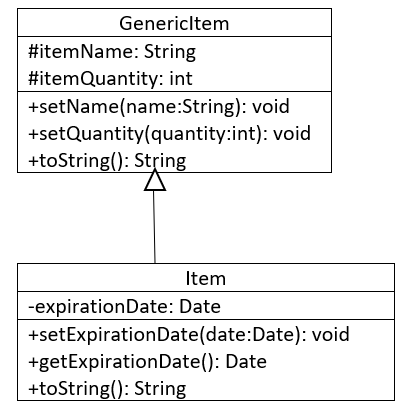 GenericItem
#itemName: String
#itemQuantity: int
+setName(name:String): void
+setQuantity(quantity:int): void
+toString(): String
Item
-expirationDate: Date
+setExpirationDate(date:Date): void
+getExpirationDate(): Date
+toString(): String